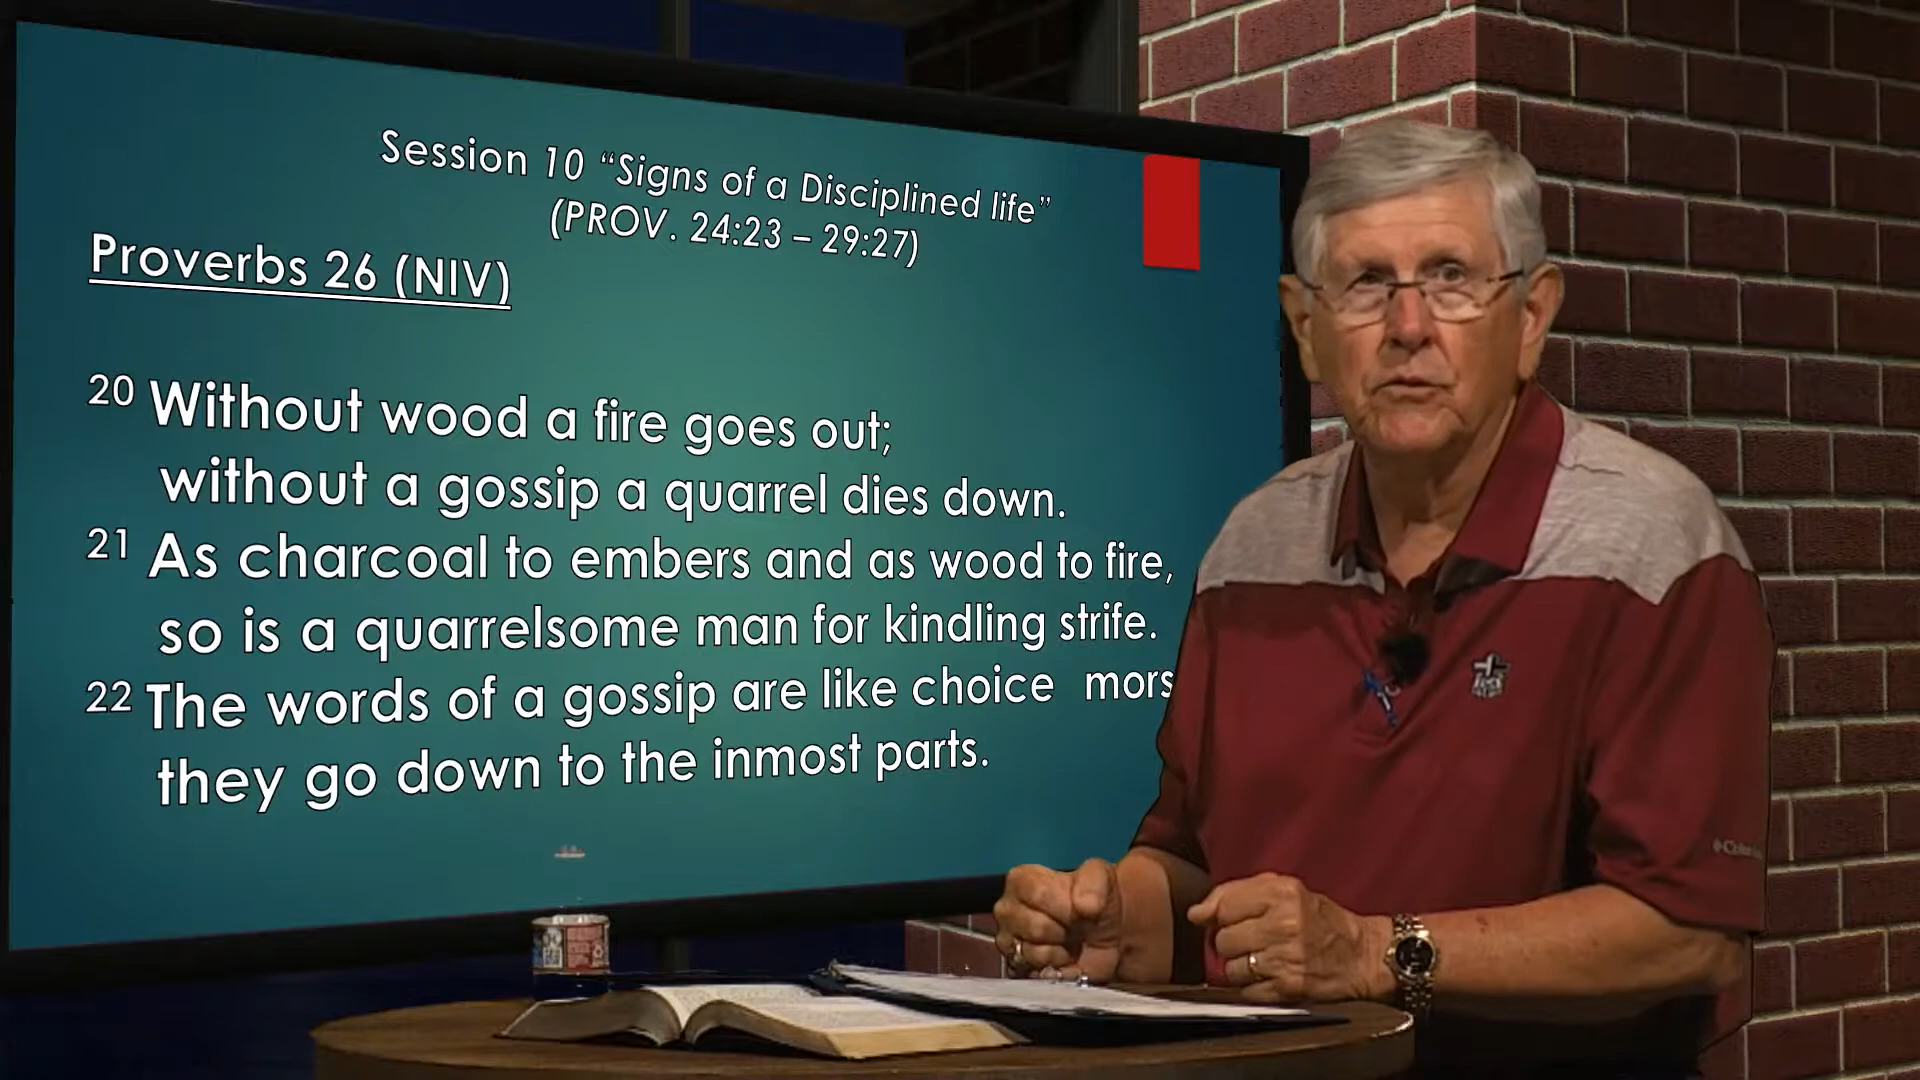 Session 10 “Signs of a Disciplined life”
(PROV. 24:23 – 29:27)
Proverbs 26 (NIV)
20 Without wood a fire goes out;
without a gossip a quarrel dies down.
21 As charcoal to embers and as wood to fire,
so is a quarrelsome man for kindling strife.
22 The words of a gossip are like choice mors
they go down to the inmost parts.